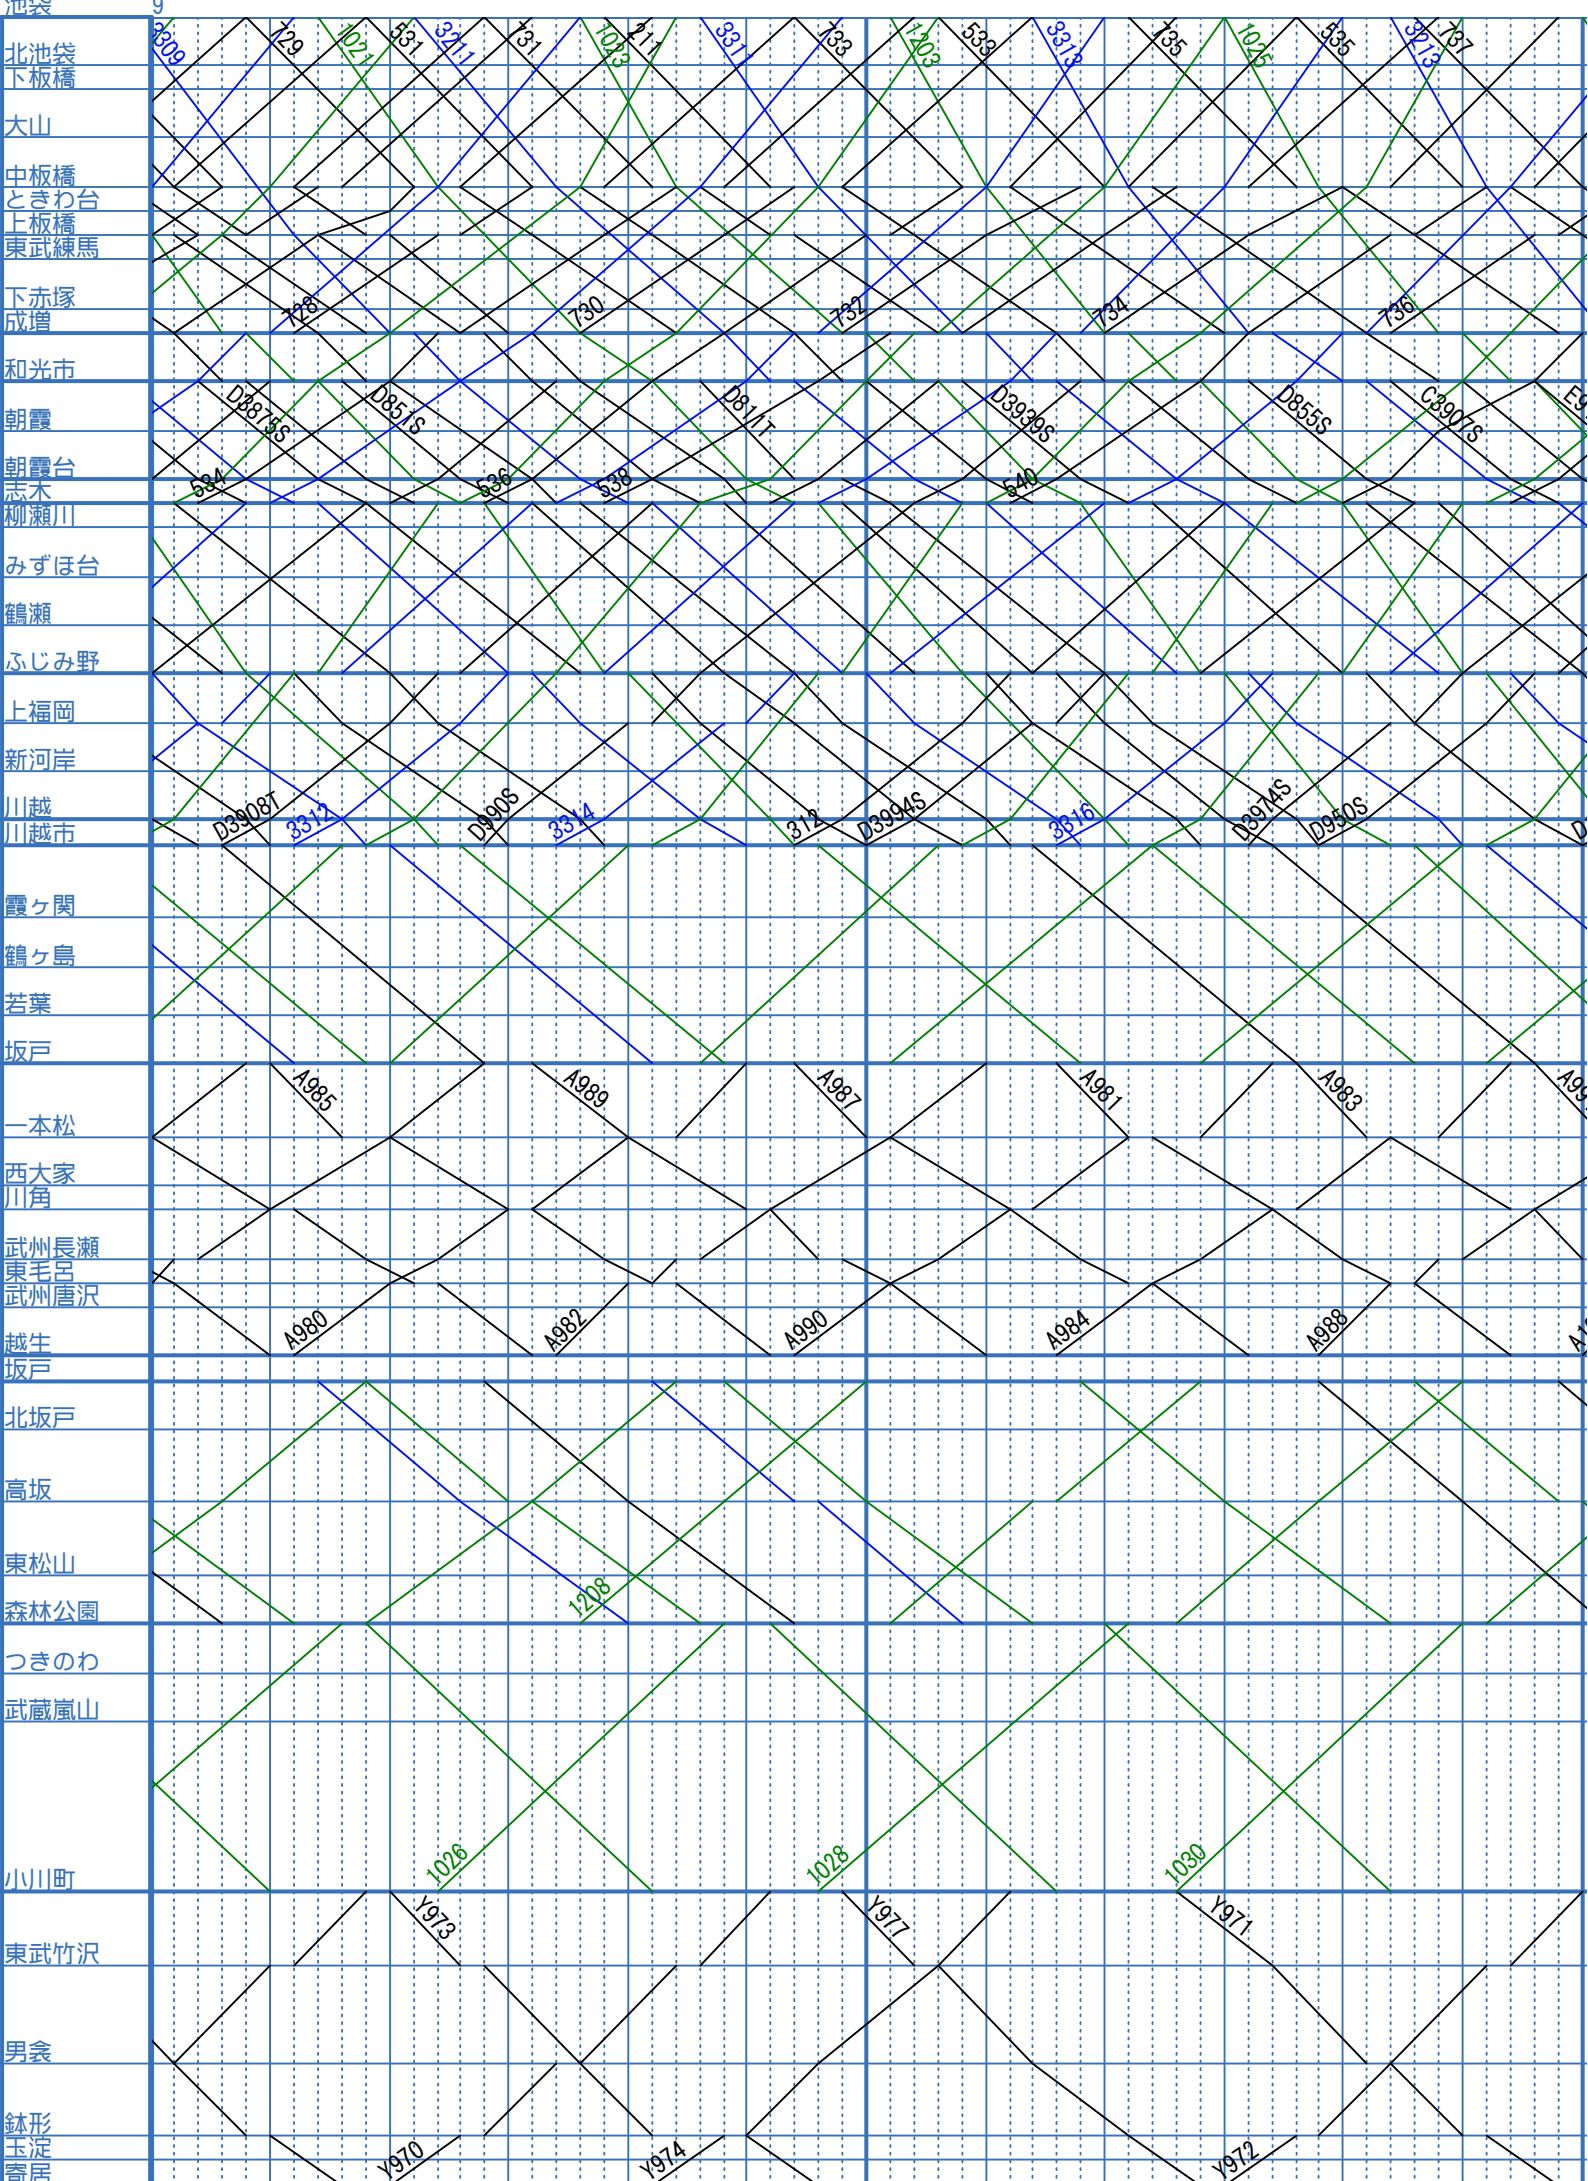 池袋 9
3309 729 1021 531 3211 731 1023 211 3311 733 1203 533 3313 735 1025 535 3213 737
北池袋
下板橋
大山
中板橋
ときわ台
上板橋
東武練馬
下赤塚
成増 728 730 732 734 736
和光市
D3875S D851S D811T D3939S D855S C3907S
朝霞
朝霞台
志木 534 536 538 540
柳瀬川
みずほ台
鶴瀬
ふじみ野
上福岡
新河岸
川越
川越市 D3908T 3312 D990S 3314 312 D3994S 3316 D3974S D950S
霞ヶ関
鶴ヶ島
若葉
坂戸
A985 A989 A987 A981 A983
一本松
西大家
川角
武州長瀬
東毛呂
武州唐沢
越生 A980 A982 A990 A984 A988
坂戸
北坂戸
高坂
東松山
森林公園 1208
つきのわ
武蔵嵐山
小川町 1026 1028 1030
Y973 Y977 Y971
東武竹沢
男衾
鉢形
玉淀 Y970 Y974 Y972
寄居